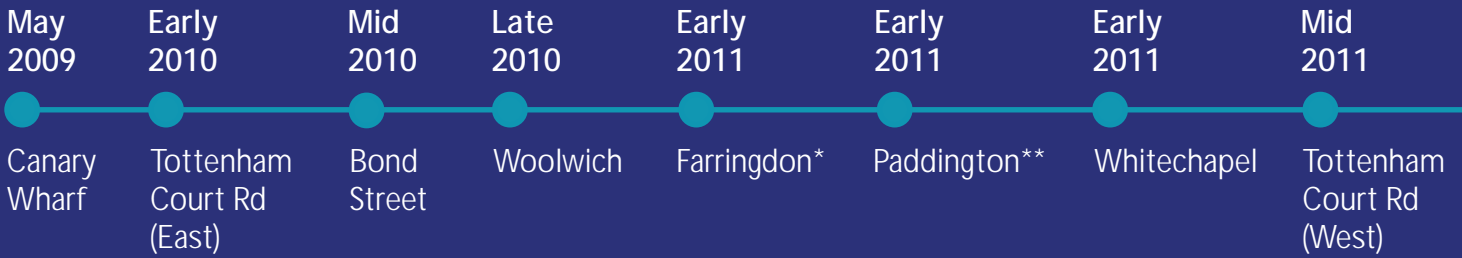 May Early Mid Late Early Early Early Mid
2009 2010 2010 2010 2011 2011 2011 2011
Canary Tottenham Bond Woolwich Farringdon* Paddington** Whitechapel Tottenham
Wharf Court Rd Street Court Rd
(East) (West)